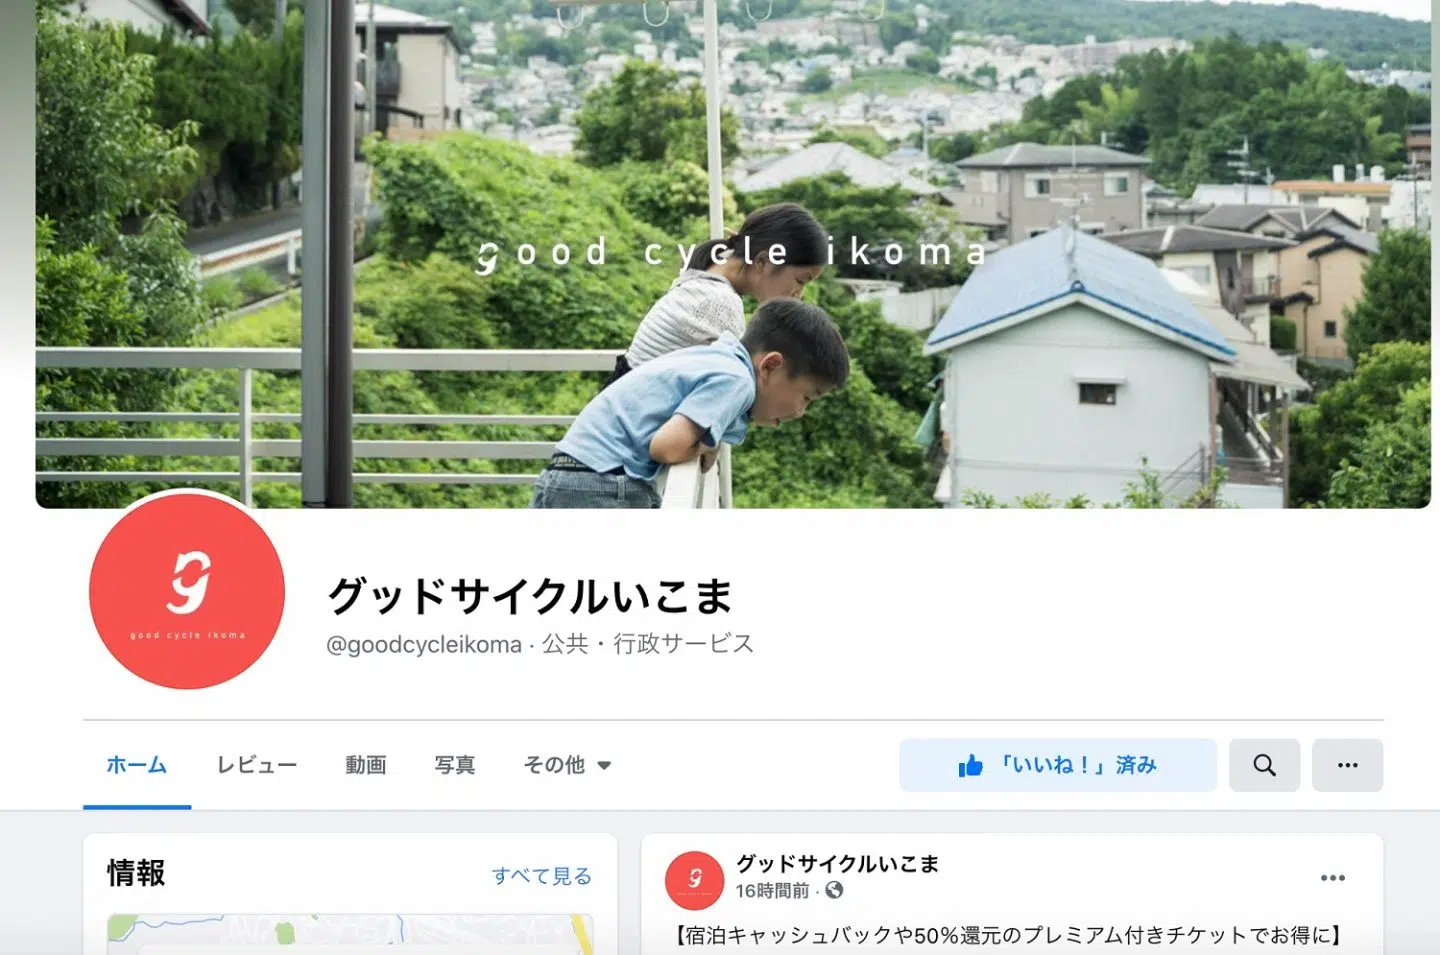 good cycle ikoma
g
good cycle ikoma
グッドサイクルいこま
@goodcycleikoma · 公共・行政サービス
ホーム レビュー 動画 写真 その他
「いいね！」済み
情報
すべて見る
g
グッドサイクルいこま
16時間前 ·
【宿泊キャッシュバックや50%還元のプレミアム付きチケットでお得に】